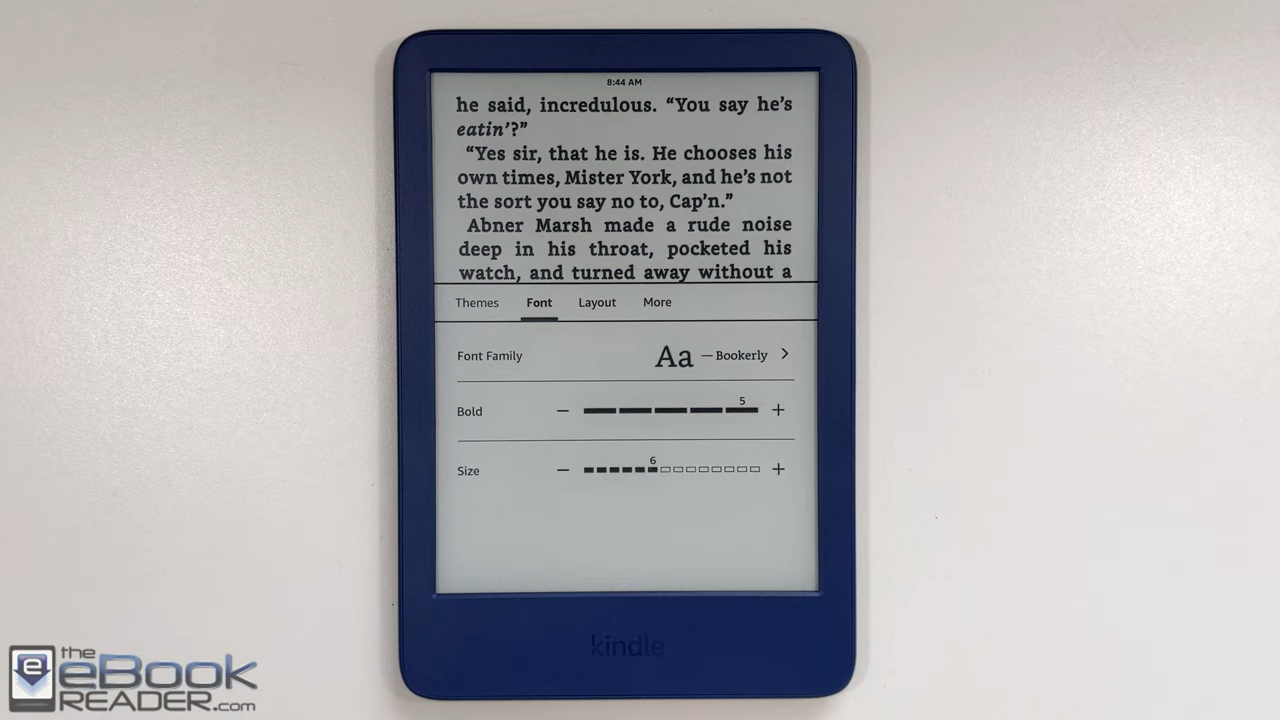 8:44 AM
he said, incredulous. “You say he’s
eatin’?”
“Yes sir, that he is. He chooses his
own times, Mister York, and he’s not
the sort you say no to, Cap’n.”
Abner Marsh made a rude noise
deep in his throat, pocketed his
watch, and turned away without a
Themes Font Layout More
Font Family Aa — Bookerly
Bold 5
Size 6
kindle
the
eBook
READER.com